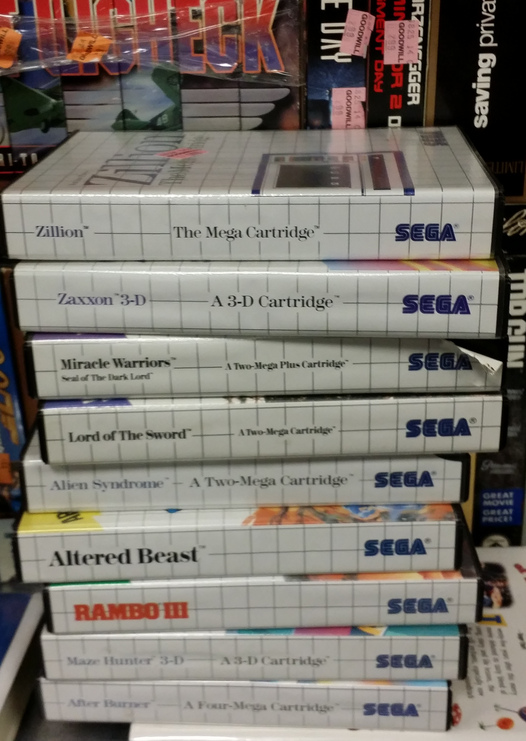 saving priva
GOODWILL
GOODWILL
GOODWILL
Zillion™
The Mega Cartridge™
SEGA®
Zaxxon™ 3-D
A 3-D Cartridge™
SEGA®
Miracle Warriors™
Seal of The Dark Lord™
A Two-Mega Plus Cartridge™
SEGA
Lord of The Sword™
A Two-Mega Cartridge™
SEGA®
Alien Syndrome™
A Two-Mega Cartridge™
SEGA®
Altered Beast™
SEGA®
RAMBO III
SEGA®
Maze Hunter™ 3-D
A 3-D Cartridge™
SEGA®
After Burner™
A Four-Mega Cartridge™
SEGA®
GREAT
MOVIE
GREAT
PRICE!